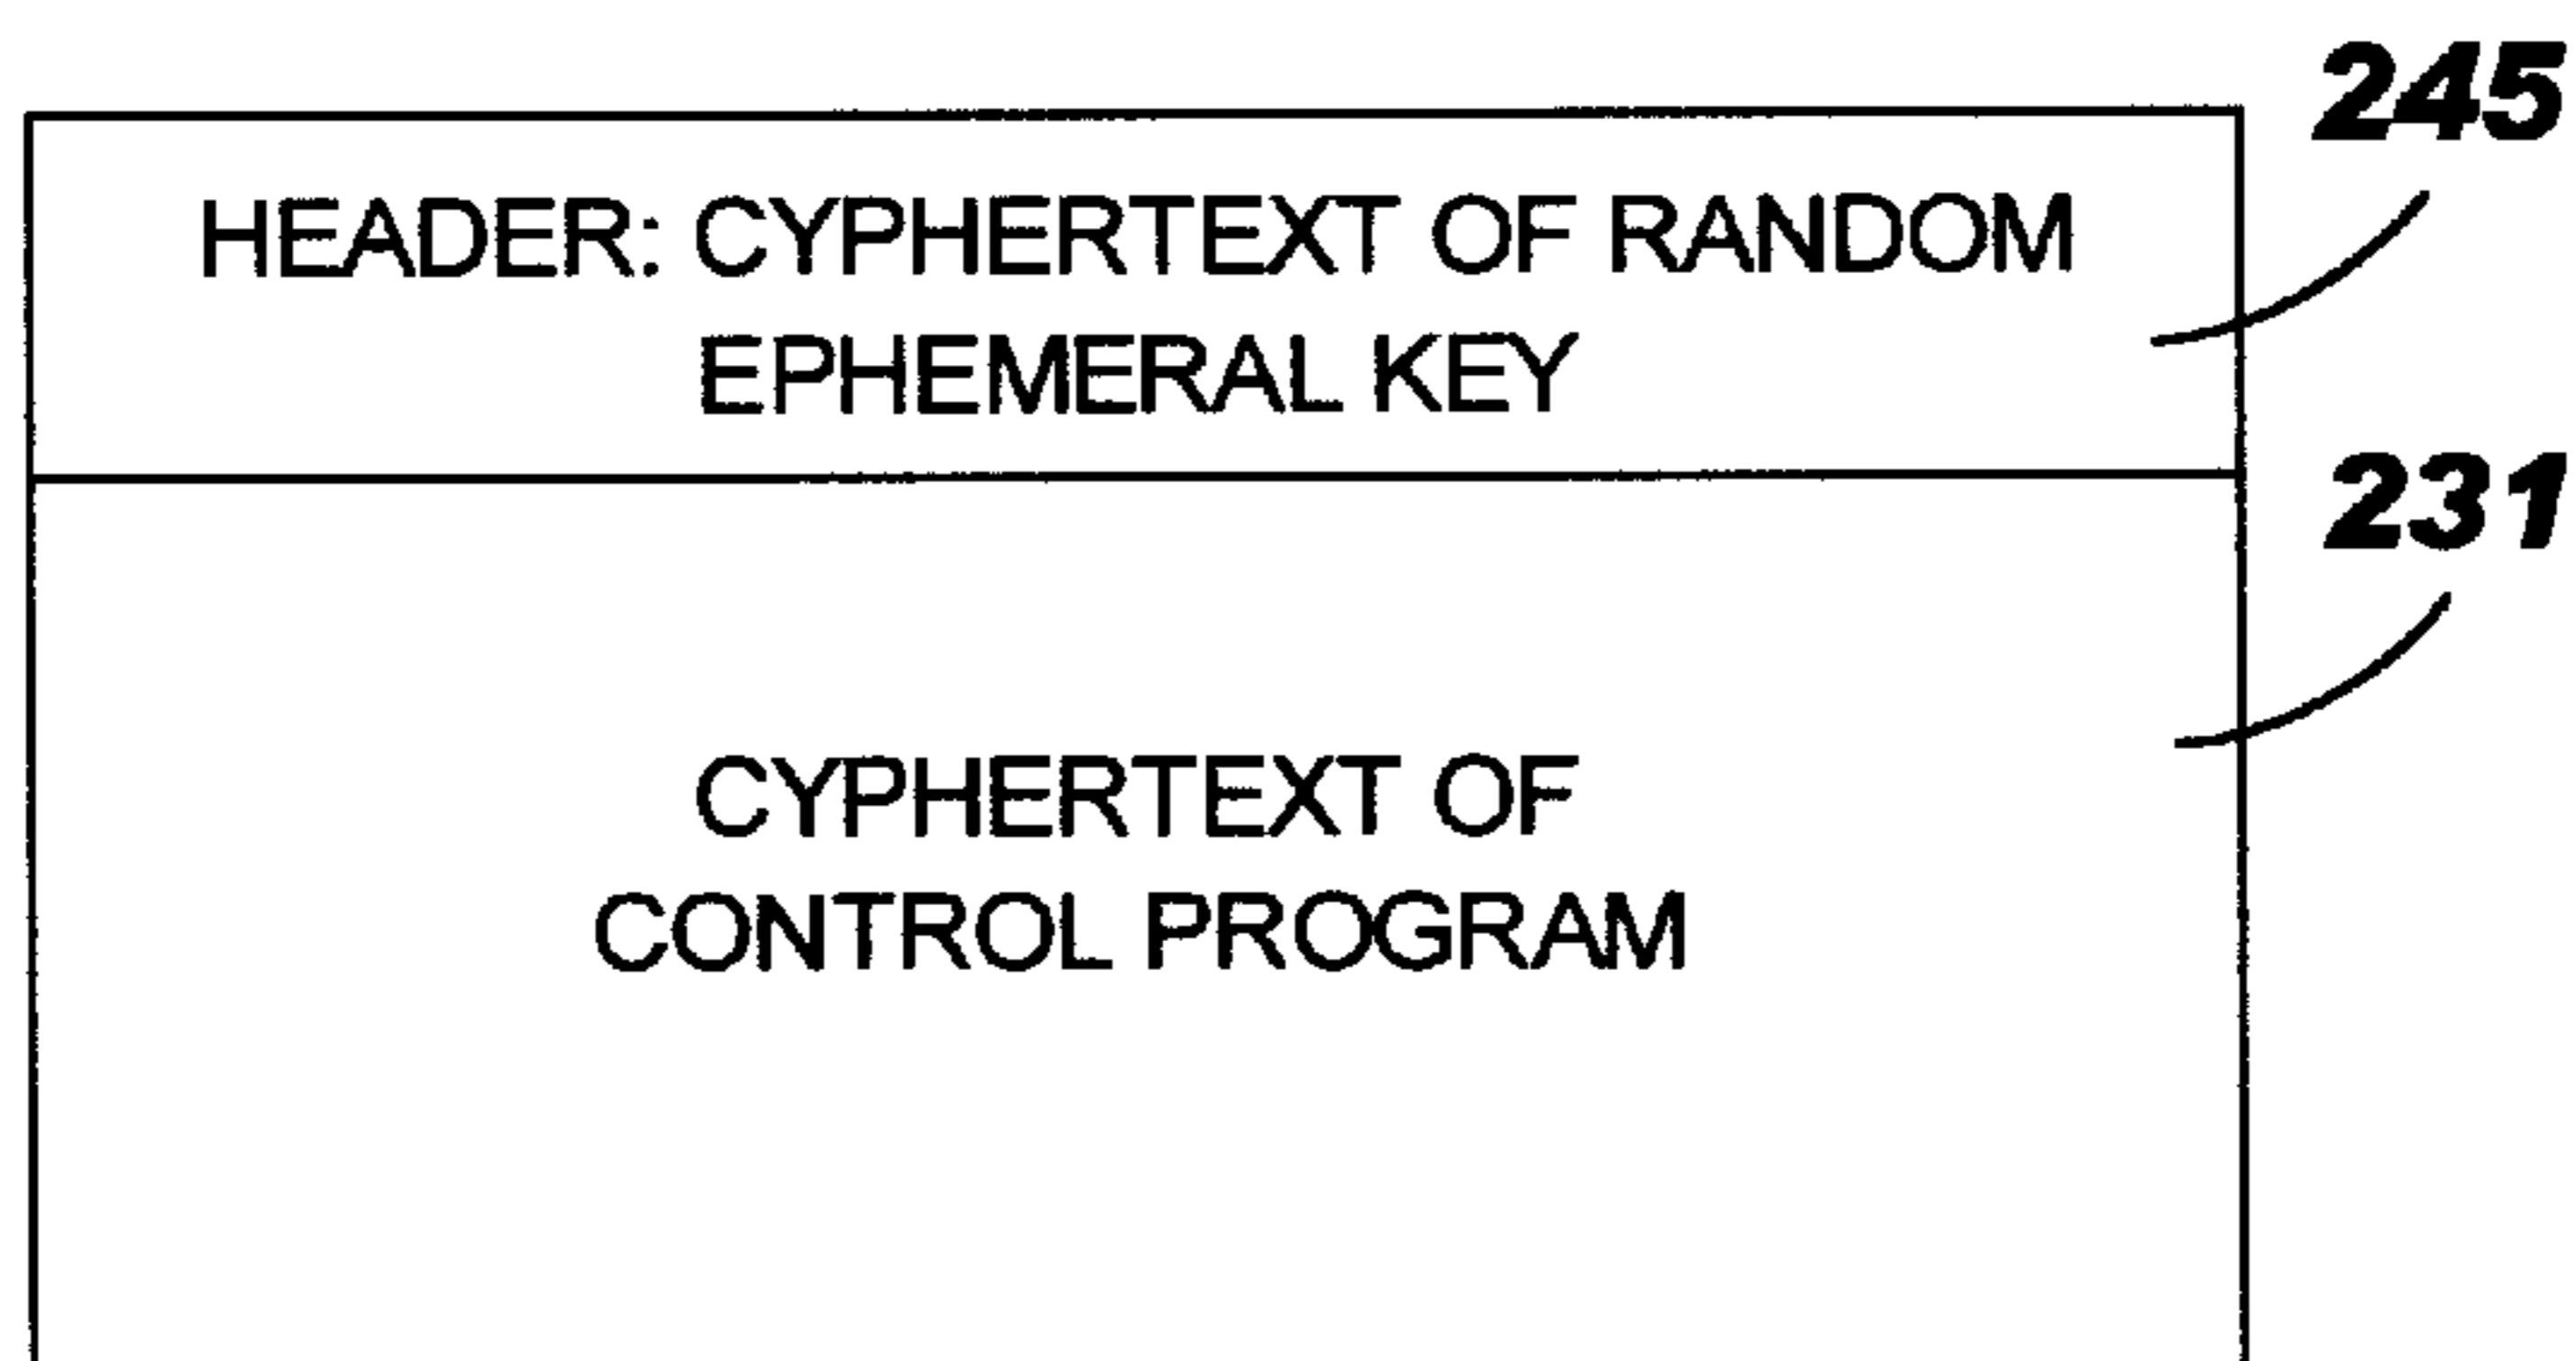 245
HEADER: CYPHERTEXT OF RANDOM
EPHEMERAL KEY
231
CYPHERTEXT OF
CONTROL PROGRAM